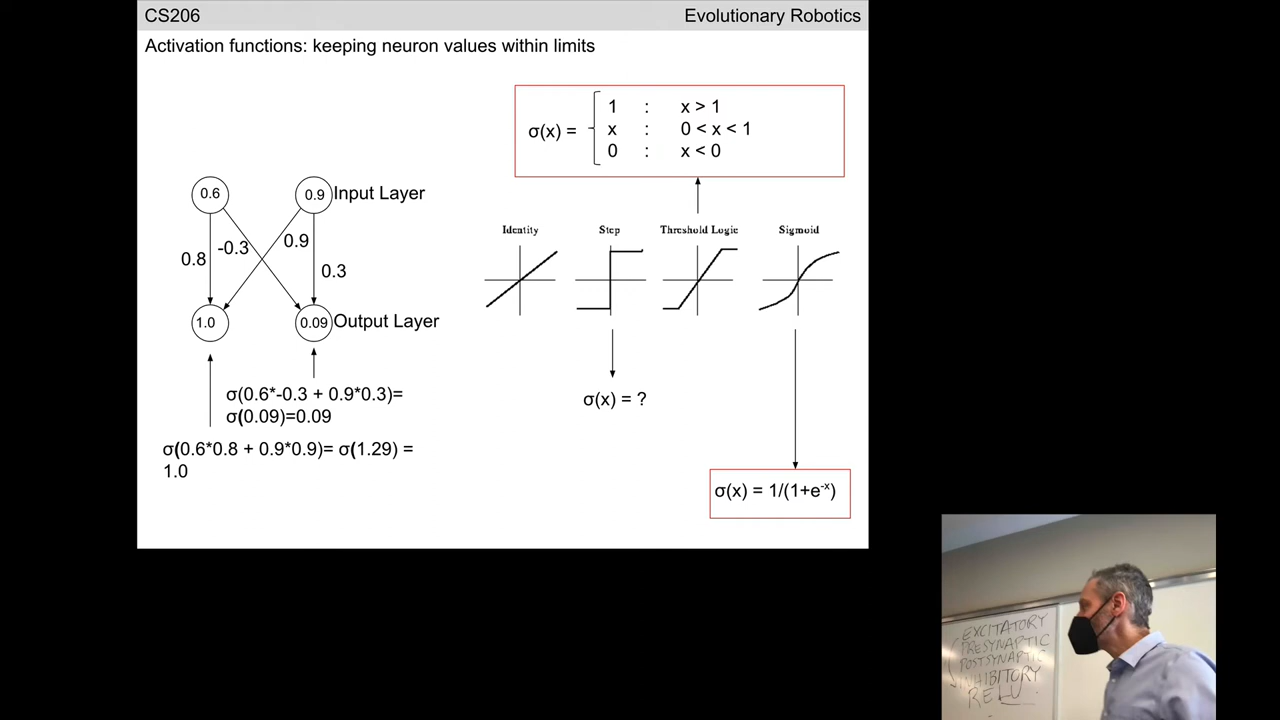 CS206 Evolutionary Robotics
Activation functions: keeping neuron values within limits
σ(x) =
1 : x > 1
x : 0 < x < 1
0 : x < 0
0.6 0.9 Input Layer
0.8 -0.3 0.9 0.3
1.0 0.09 Output Layer
σ(0.6*-0.3 + 0.9*0.3)=
σ(0.09)=0.09
σ(0.6*0.8 + 0.9*0.9)= σ(1.29) =
1.0
Identity Step Threshold Logic Sigmoid
σ(x) = ?
σ(x) = 1/(1+e⁻ˣ)
EXCITATORY
PRESYNAPTIC
POSTSYNAPTIC
INHIBITORY
RELU